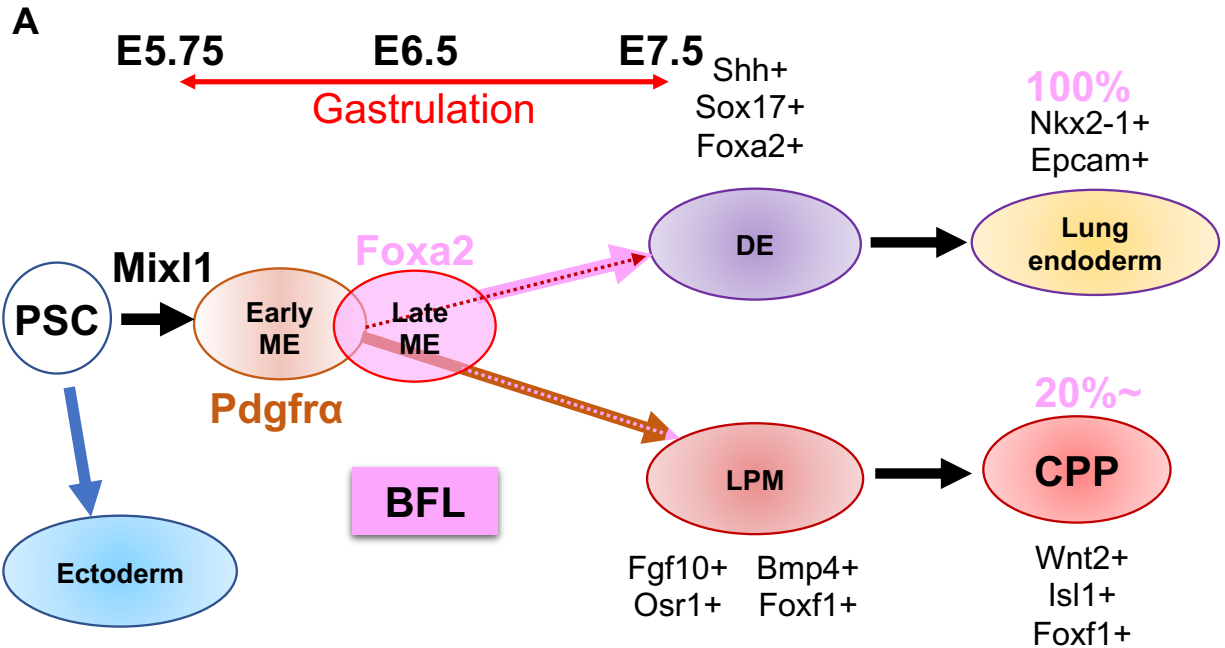 A
E5.75 E6.5 E7.5
Gastrulation
Shh+
Sox17+
Foxa2+
100%
Nkx2-1+
Epcam+
Foxa2
Mixl1
PSC
Early
ME
Late
ME
DE
Lung
endoderm
Pdgfrα
BFL
Ectoderm
20%~
LPM
CPP
Fgf10+ Bmp4+
Osr1+ Foxf1+
Wnt2+
Isl1+
Foxf1+